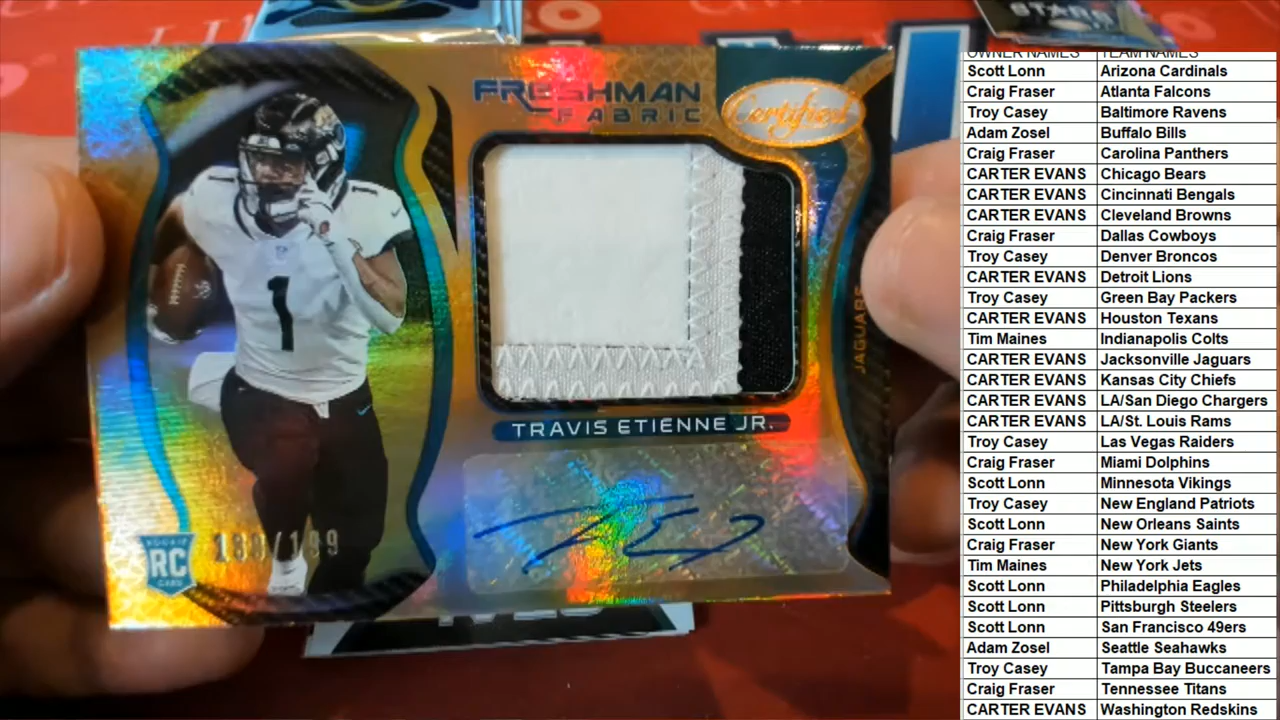 STARS
FRESHMAN
FABRIC
Certified
1
1
1
JAGUARS
TRAVIS ETIENNE JR.
ROOKIE
RC
CARD
188/199
OWNER NAMES TEAM NAMES
Scott Lonn Arizona Cardinals
Craig Fraser Atlanta Falcons
Troy Casey Baltimore Ravens
Adam Zosel Buffalo Bills
Craig Fraser Carolina Panthers
CARTER EVANS Chicago Bears
CARTER EVANS Cincinnati Bengals
CARTER EVANS Cleveland Browns
Craig Fraser Dallas Cowboys
Troy Casey Denver Broncos
CARTER EVANS Detroit Lions
Troy Casey Green Bay Packers
CARTER EVANS Houston Texans
Tim Maines Indianapolis Colts
CARTER EVANS Jacksonville Jaguars
CARTER EVANS Kansas City Chiefs
CARTER EVANS LA/San Diego Chargers
CARTER EVANS LA/St. Louis Rams
Troy Casey Las Vegas Raiders
Craig Fraser Miami Dolphins
Scott Lonn Minnesota Vikings
Troy Casey New England Patriots
Scott Lonn New Orleans Saints
Craig Fraser New York Giants
Tim Maines New York Jets
Scott Lonn Philadelphia Eagles
Scott Lonn Pittsburgh Steelers
Scott Lonn San Francisco 49ers
Adam Zosel Seattle Seahawks
Troy Casey Tampa Bay Buccaneers
Craig Fraser Tennessee Titans
CARTER EVANS Washington Redskins